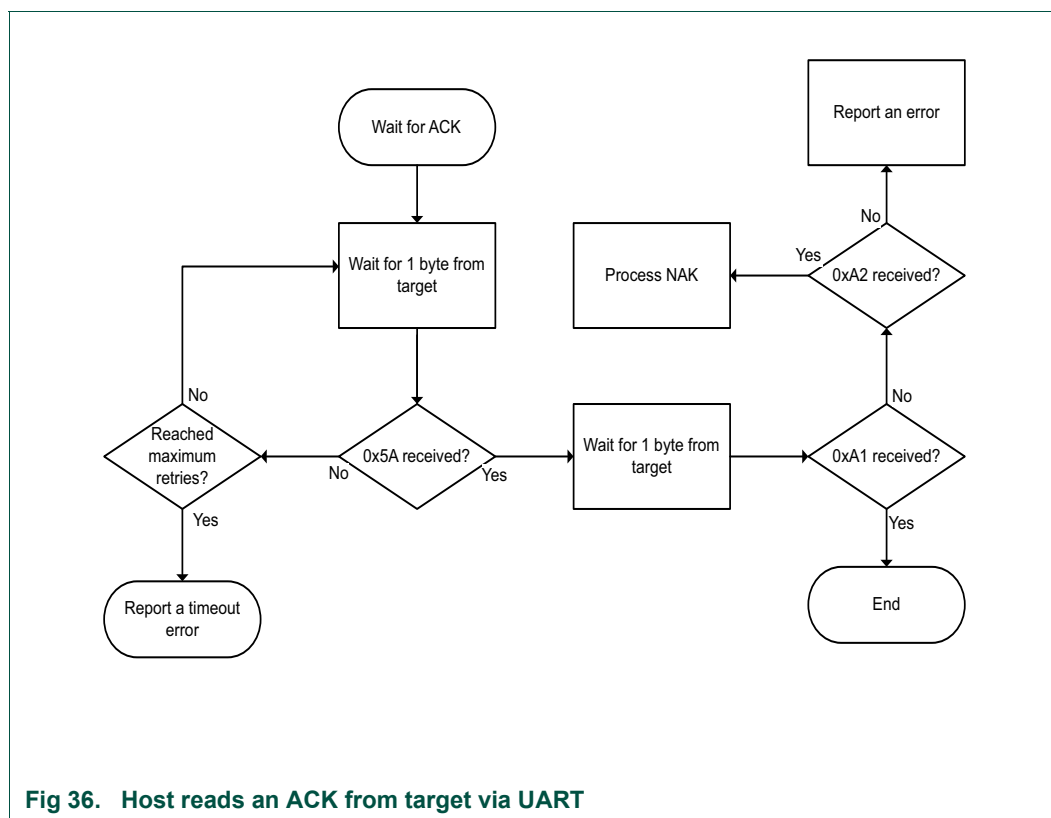 Wait for ACK
Report an error
No
Wait for 1 byte from
target
Process NAK
Yes
0xA2 received?
No
No
Reached
maximum
retries?
0x5A received?
No
Yes
Wait for 1 byte from
target
0xA1 received?
Yes
Yes
Report a timeout
error
End
Fig 36. Host reads an ACK from target via UART